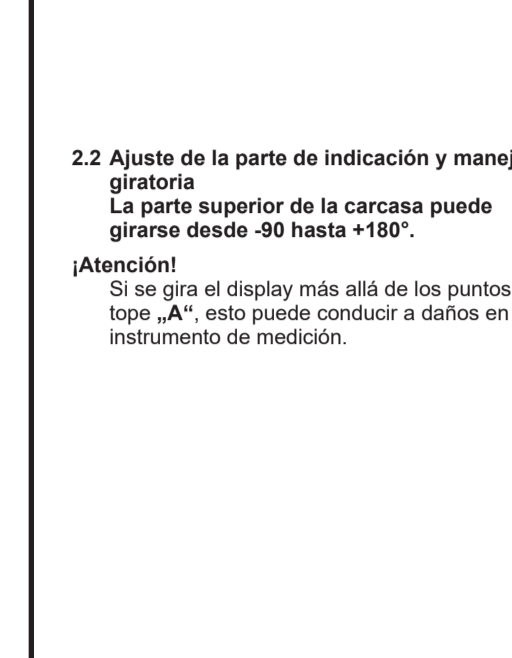 2.2 Ajuste de la parte de indicación y manej
giratoria
La parte superior de la carcasa puede
girarse desde -90 hasta +180°.
¡Atención!
Si se gira el display más allá de los puntos
tope „A“, esto puede conducir a daños en
instrumento de medición.